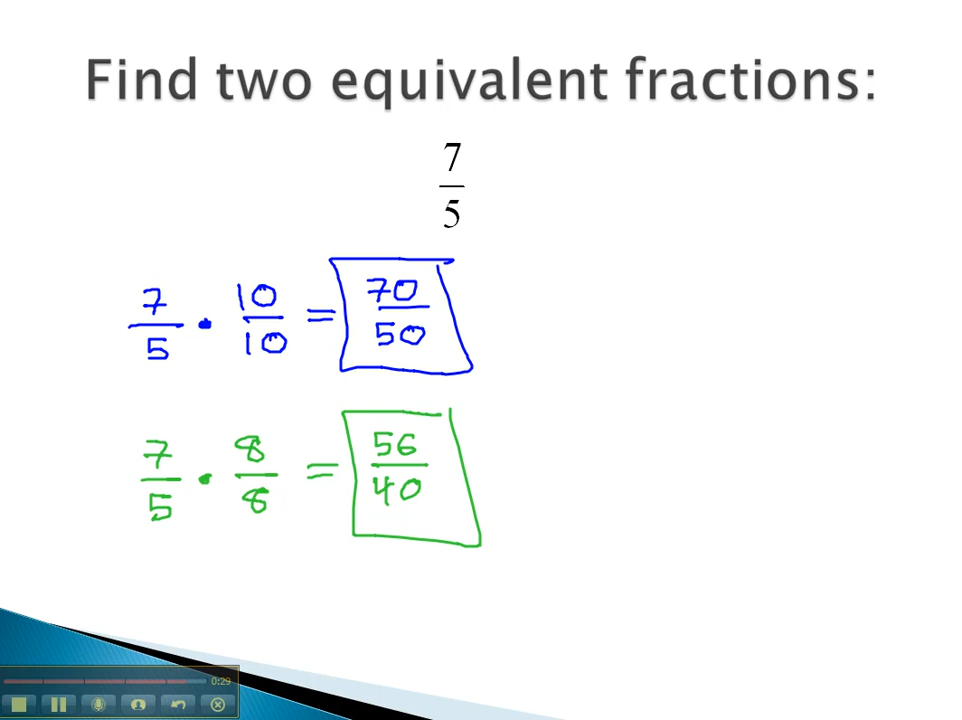 Find two equivalent fractions:
7/5
7/5 · 10/10 = 70/50
7/5 · 8/8 = 56/40
0:29